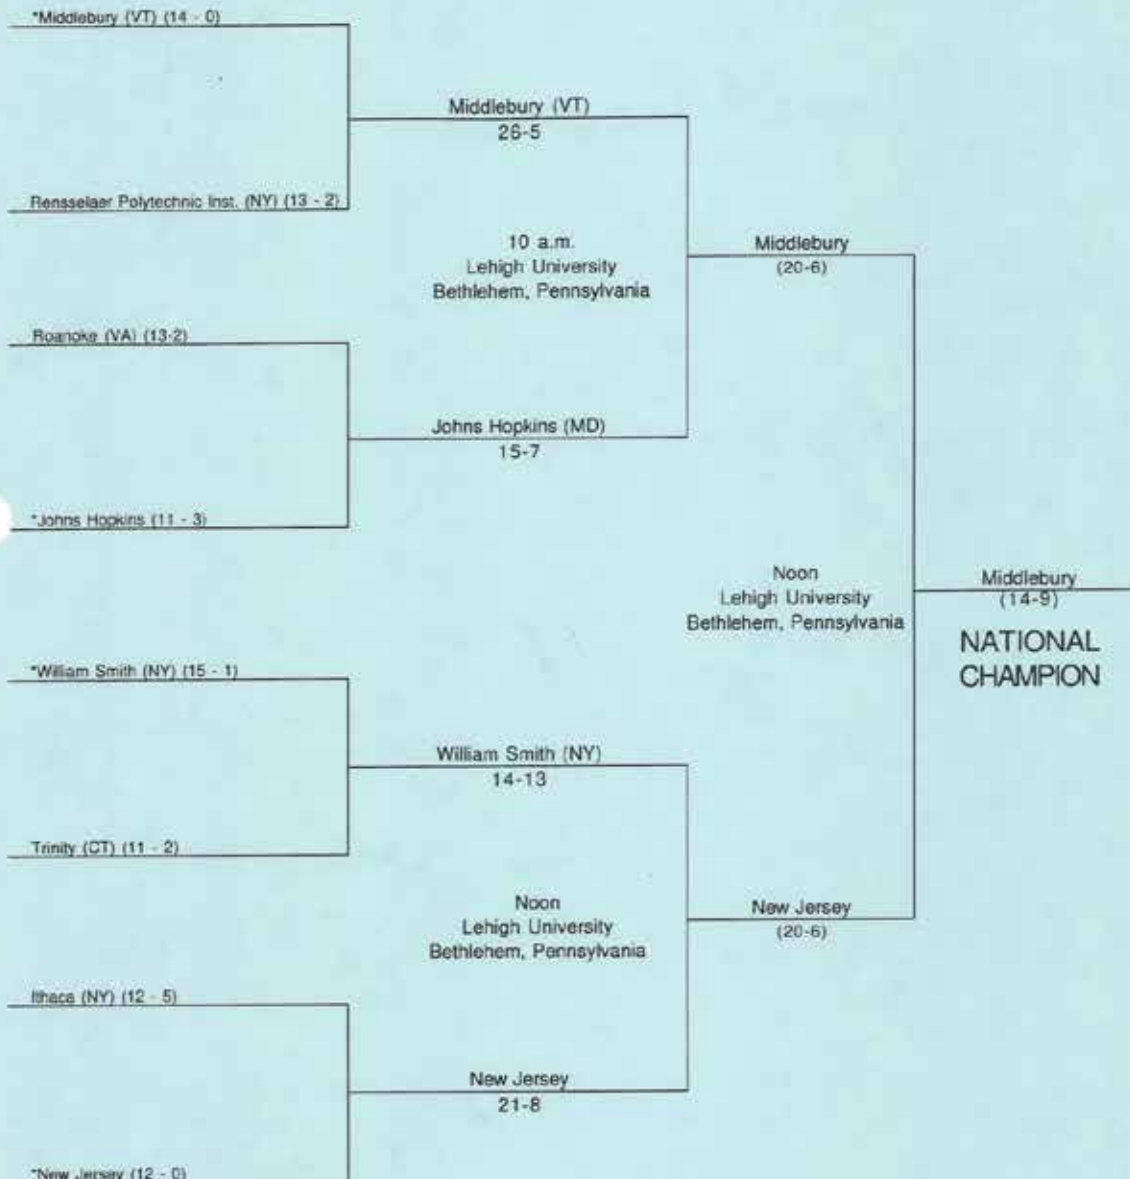 *Middlebury (VT) (14 - 0)
Middlebury (VT)
26-5
Rensselaer Polytechnic Inst. (NY) (13 - 2)
10 a.m.
Lehigh University
Bethlehem, Pennsylvania
Middlebury
(20-6)
Roanoke (VA) (13-2)
Johns Hopkins (MD)
15-7
*Johns Hopkins (11 - 3)
Noon
Lehigh University
Bethlehem, Pennsylvania
Middlebury
(14-9)
NATIONAL
CHAMPION
*William Smith (NY) (15 - 1)
William Smith (NY)
14-13
Trinity (CT) (11 - 2)
Noon
Lehigh University
Bethlehem, Pennsylvania
New Jersey
(20-6)
Ithaca (NY) (12 - 5)
New Jersey
21-8
*New Jersey (12 - 0)